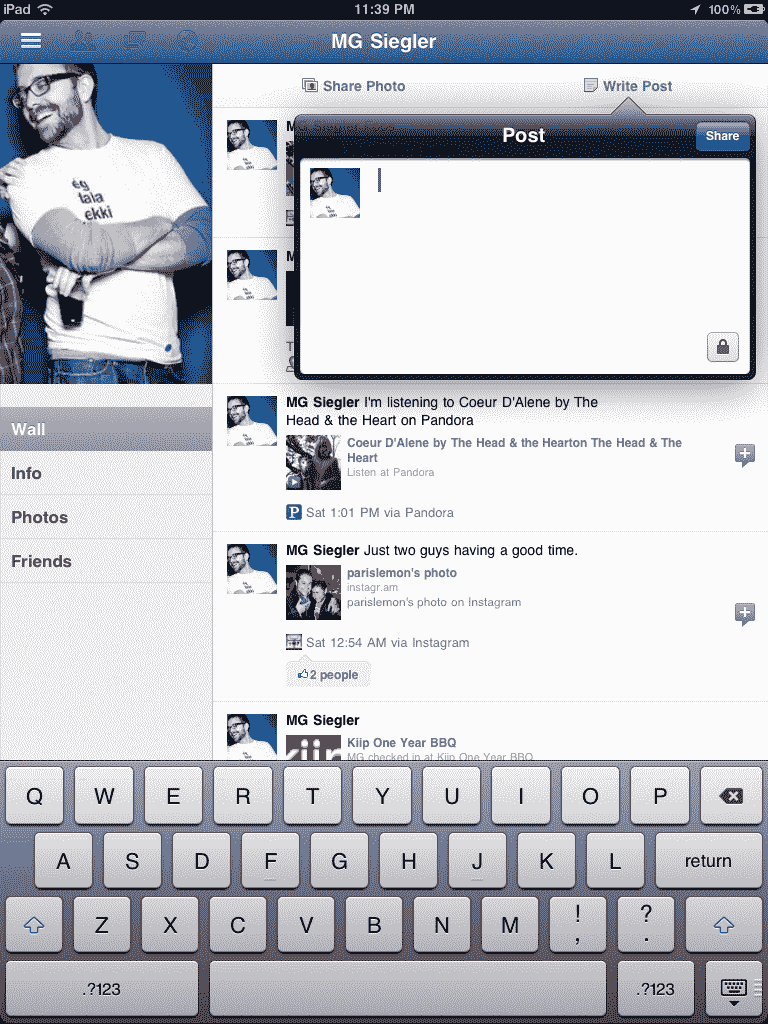 iPad 11:39 PM 100%
MG Siegler
Share Photo Write Post
Post
Share
ég
tala
ekki
Wall
Info
Photos
Friends
MG Siegler I'm listening to Coeur D'Alene by The
Head & the Heart on Pandora
Coeur D'Alene by The Head & the Hearton The Head & The
Heart
Listen at Pandora
P Sat 1:01 PM via Pandora
MG Siegler Just two guys having a good time.
parislemon's photo
instagr.am
parislemon's photo on Instagram
Sat 12:54 AM via Instagram
2 people
MG Siegler
kiip
Kiip One Year BBQ
MG checked in at Kiip One Year BBQ
Q W E R T Y U I O P
A S D F G H J K L return
Z X C V B N M ! , ? .
.?123 .?123